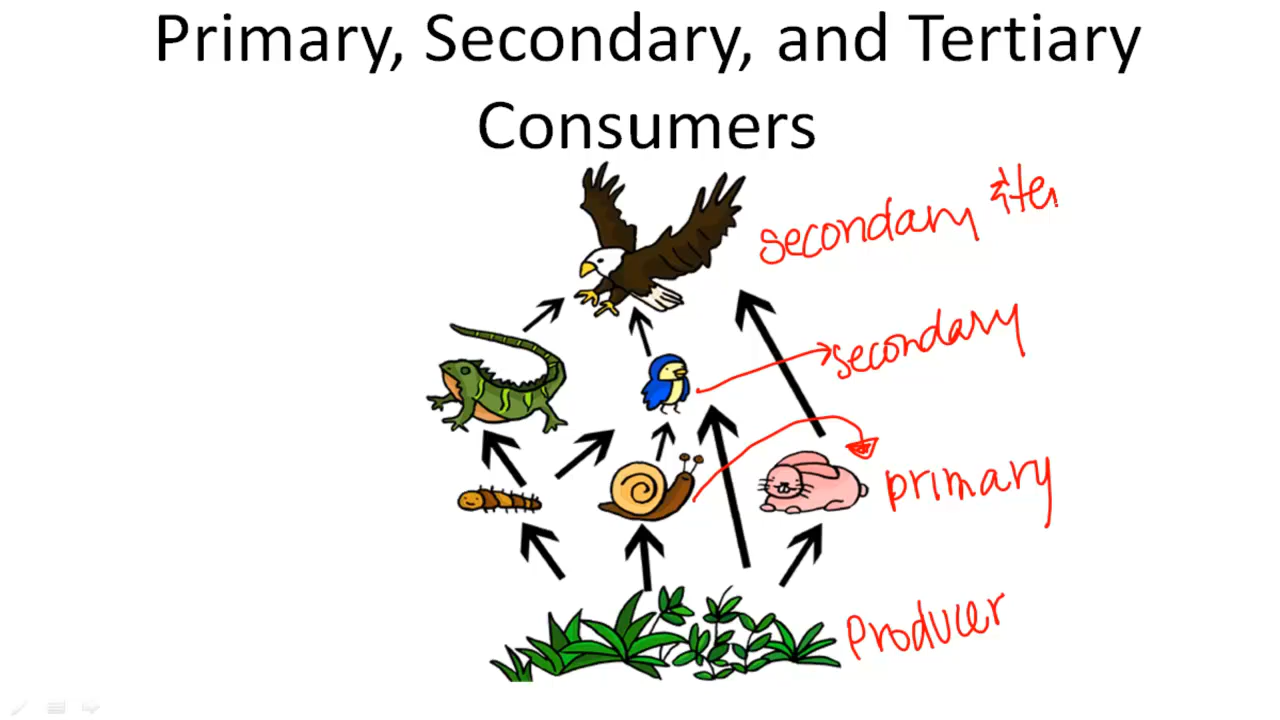 Primary, Secondary, and Tertiary
Consumers
secondary
secondary
primary
Producer